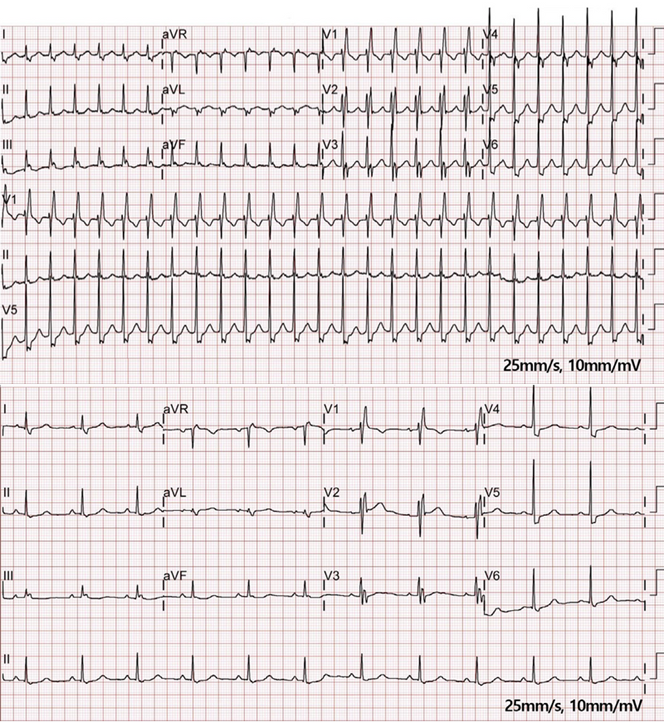 I aVR V1 V4
II aVL V2 V5
III aVF V3 V6
V1
II
V5
25mm/s, 10mm/mV
I aVR V1 V4
II aVL V2 V5
III aVF V3 V6
II
25mm/s, 10mm/mV